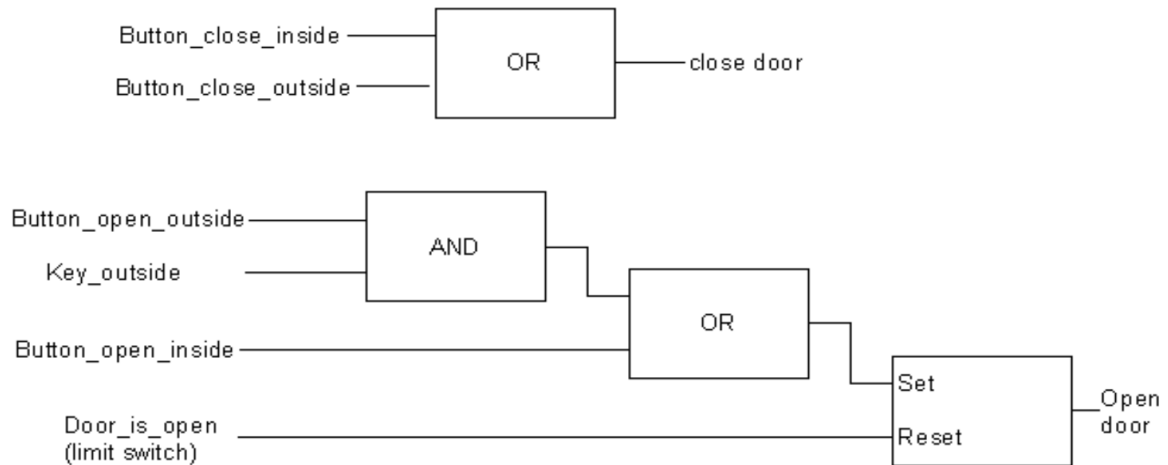 Button_close_inside
OR
close door
Button_close_outside
Button_open_outside
AND
Key_outside
OR
Button_open_inside
Set
Open
door
Door_is_open
(limit switch)
Reset